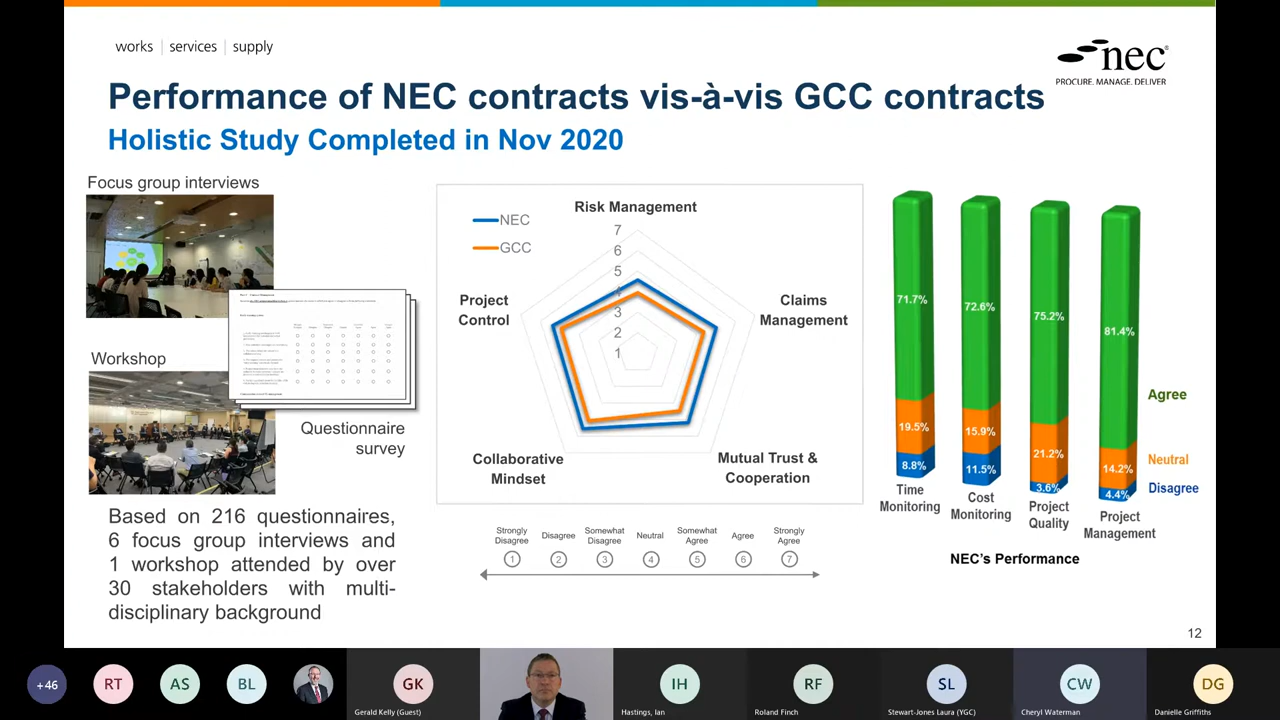 works | services | supply
nec
PROCURE. MANAGE. DELIVER
Performance of NEC contracts vis-à-vis GCC contracts
Holistic Study Completed in Nov 2020
Focus group interviews
Workshop
Questionnaire
survey
Based on 216 questionnaires,
6 focus group interviews and
1 workshop attended by over
30 stakeholders with multi-
disciplinary background
NEC
GCC
Risk Management
7
6
5
4
3
2
1
Project
Control
Claims
Management
Collaborative
Mindset
Mutual Trust &
Cooperation
Strongly
Disagree
Disagree
Somewhat
Disagree
Neutral
Somewhat
Agree
Agree
Strongly
Agree
1 2 3 4 5 6 7
71.7%
19.5%
8.8%
Time
Monitoring
72.6%
15.9%
11.5%
Cost
Monitoring
75.2%
21.2%
3.6%
Project
Quality
81.4%
14.2%
4.4%
Project
Management
Agree
Neutral
Disagree
NEC's Performance
12
+46
RT
AS
BL
GK
Gerald Kelly (Guest)
IH
Hastings, Ian
RF
Roland Finch
SL
Stewart-Jones Laura (YGC)
CW
Cheryl Waterman
DG
Danielle Griffiths